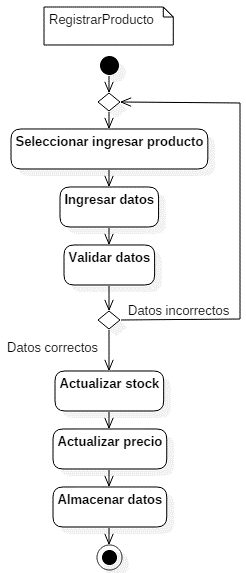 RegistrarProducto
Seleccionar ingresar producto
Ingresar datos
Validar datos
Datos incorrectos
Datos correctos
Actualizar stock
Actualizar precio
Almacenar datos